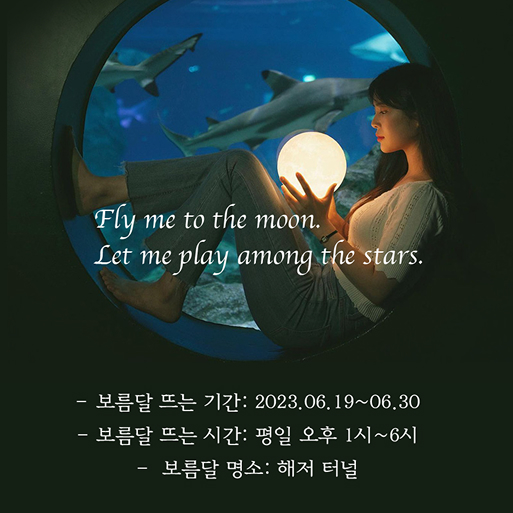 Fly me to the moon.
Let me play among the stars.
- 보름달 뜨는 기간: 2023.06.19~06.30
- 보름달 뜨는 시간: 평일 오후 1시~6시
- 보름달 명소: 해저 터널